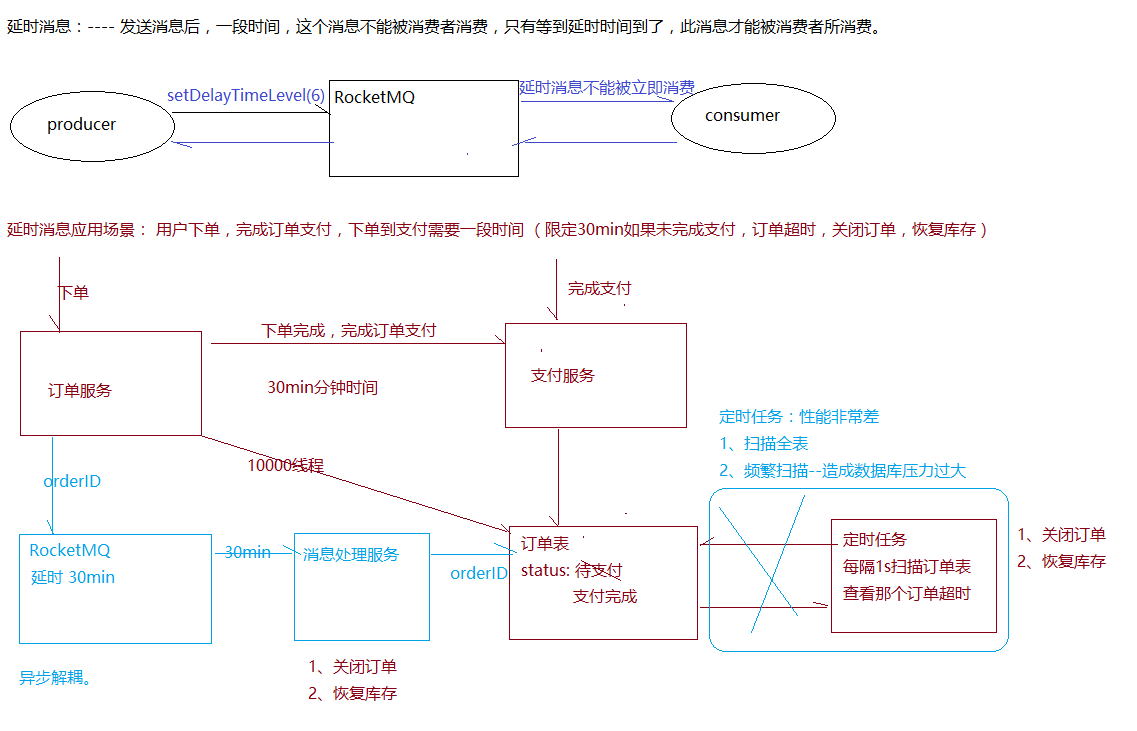 延时消息：---- 发送消息后，一段时间，这个消息不能被消费者消费，只有等到延时时间到了，此消息才能被消费者所消费。
setDelayTimeLevel(6)
RocketMQ
延时消息不能被立即消费
producer
consumer
延时消息应用场景： 用户下单，完成订单支付，下单到支付需要一段时间 （ 限定30min如果未完成支付，订单超时，关闭订单，恢复库存 ）
下单
完成支付
下单完成，完成订单支付
订单服务
30min分钟时间
支付服务
定时任务：性能非常差
1、扫描全表
2、频繁扫描--造成数据库压力过大
10000线程
orderID
RocketMQ
延时 30min
30min
消息处理服务
orderID
订单表
status: 待支付
支付完成
定时任务
每隔1s扫描订单表
查看那个订单超时
1、关闭订单
2、恢复库存
异步解耦。
1、关闭订单
2、恢复库存